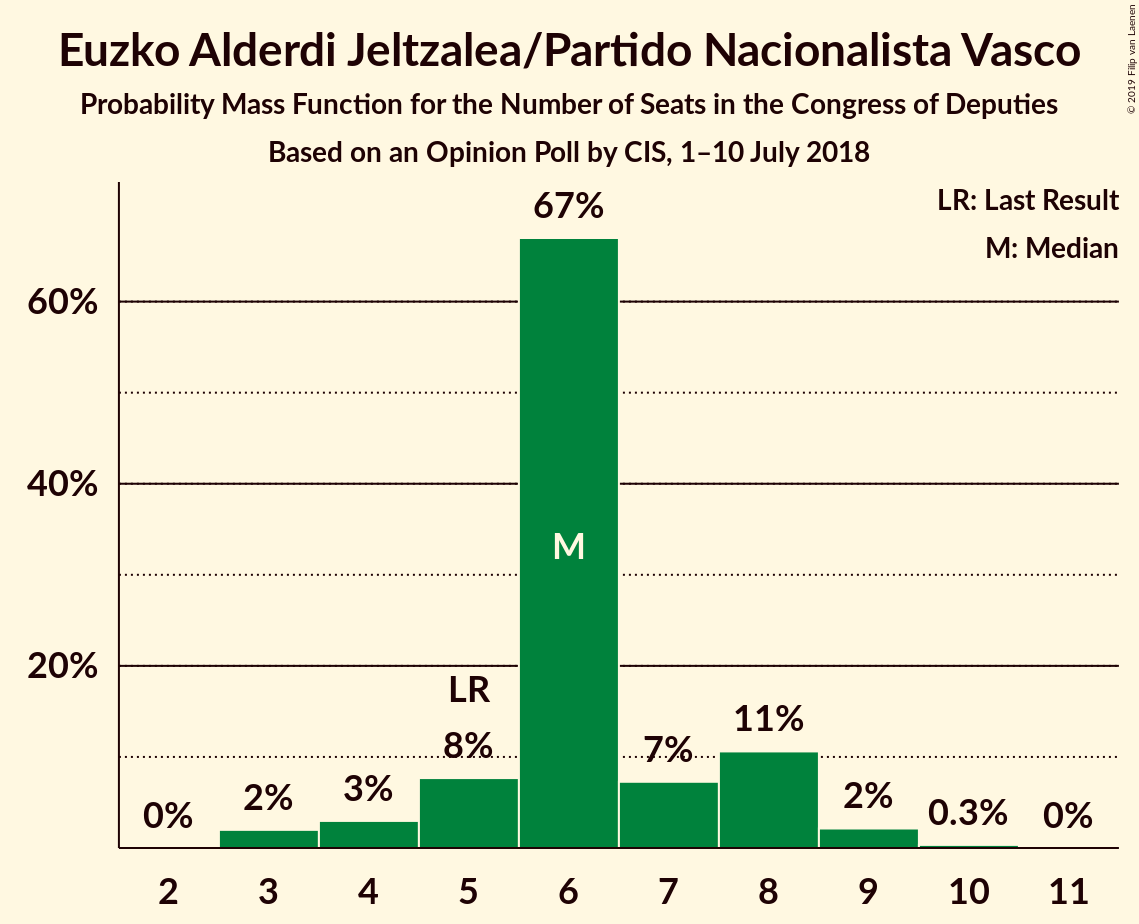 Euzko Alderdi Jeltzalea/Partido Nacionalista Vasco
Probability Mass Function for the Number of Seats in the Congress of Deputies
Based on an Opinion Poll by CIS, 1–10 July 2018
© 2019 Filip van Laenen
LR: Last Result
M: Median
60%
40%
20%
0%
2%
3%
LR
8%
67%
M
7%
11%
2%
0.3%
0%
2 3 4 5 6 7 8 9 10 11